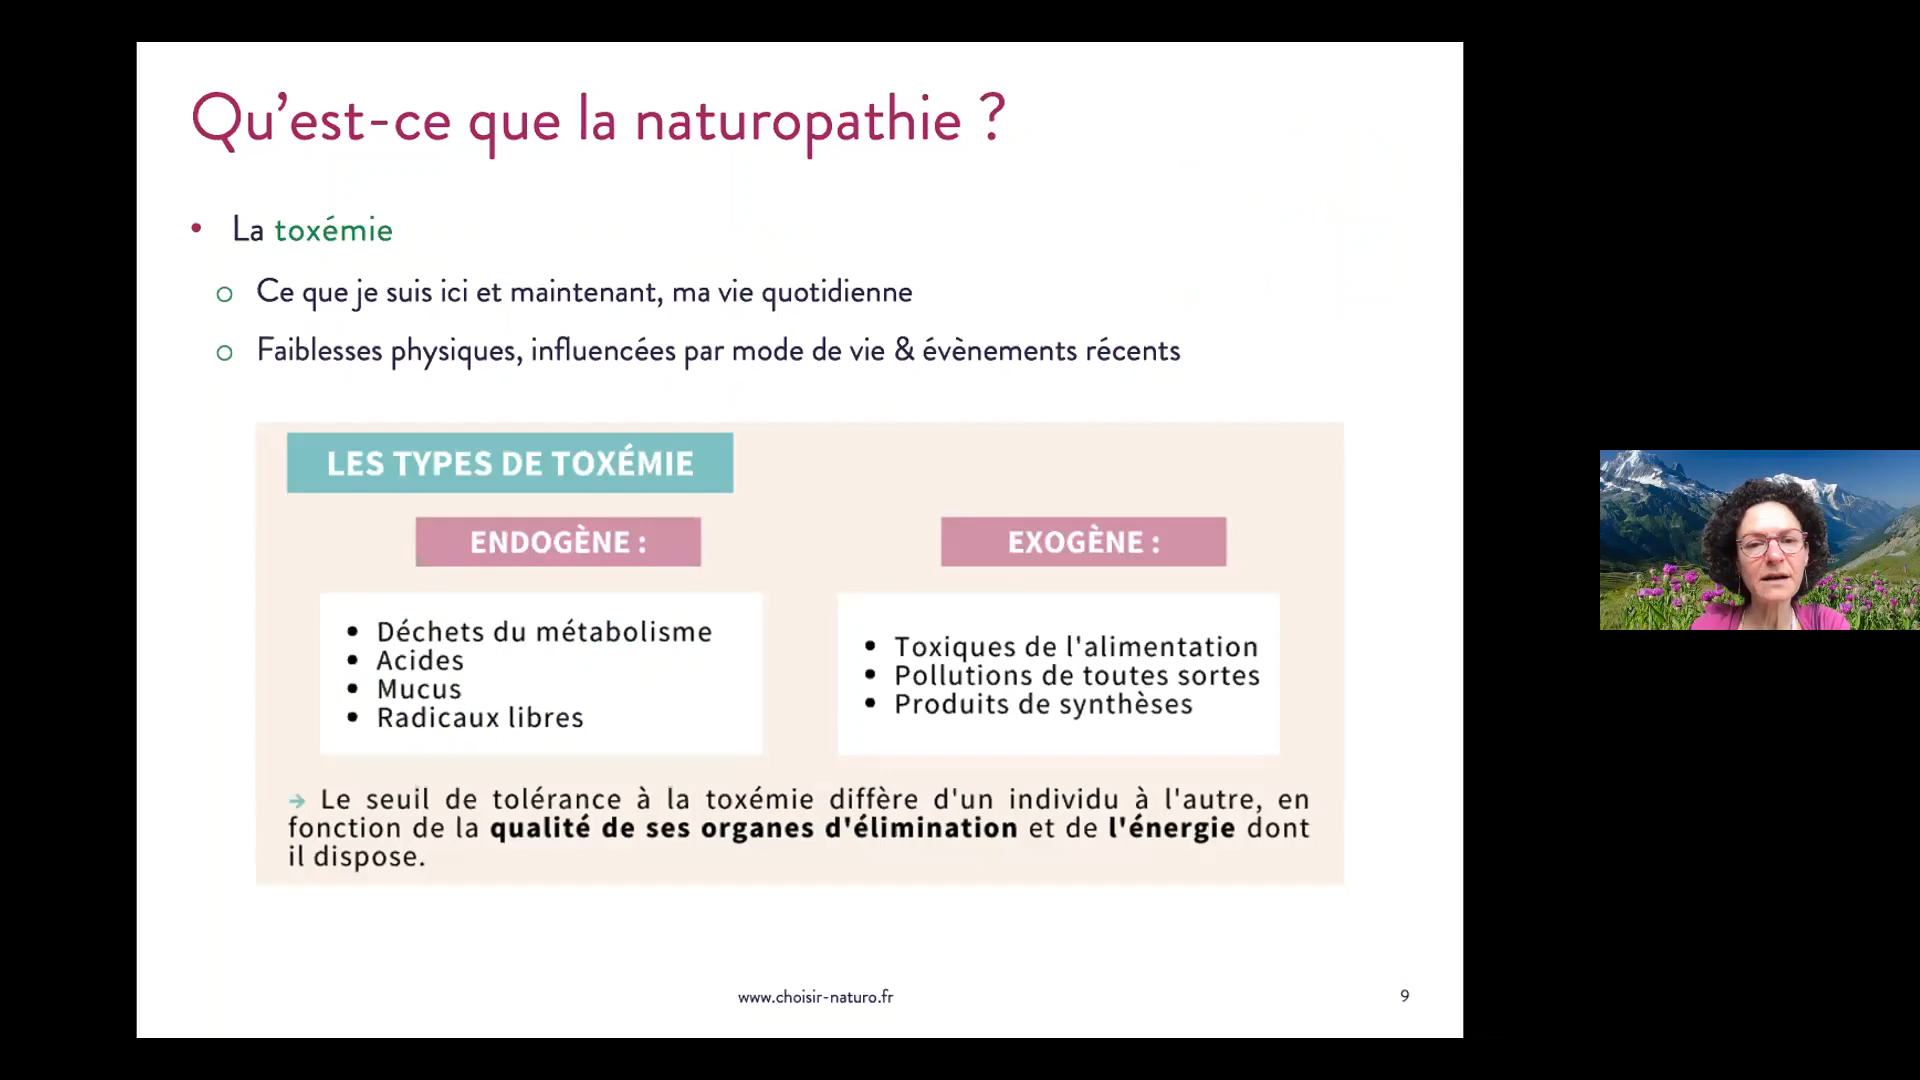 Qu’est-ce que la naturopathie ?
• La toxémie
o Ce que je suis ici et maintenant, ma vie quotidienne
o Faiblesses physiques, influencées par mode de vie & évènements récents
LES TYPES DE TOXÉMIE
ENDOGÈNE :
• Déchets du métabolisme
• Acides
• Mucus
• Radicaux libres
EXOGÈNE :
• Toxiques de l'alimentation
• Pollutions de toutes sortes
• Produits de synthèses
→ Le seuil de tolérance à la toxémie diffère d'un individu à l'autre, en
fonction de la qualité de ses organes d'élimination et de l'énergie dont
il dispose.
www.choisir-naturo.fr
9